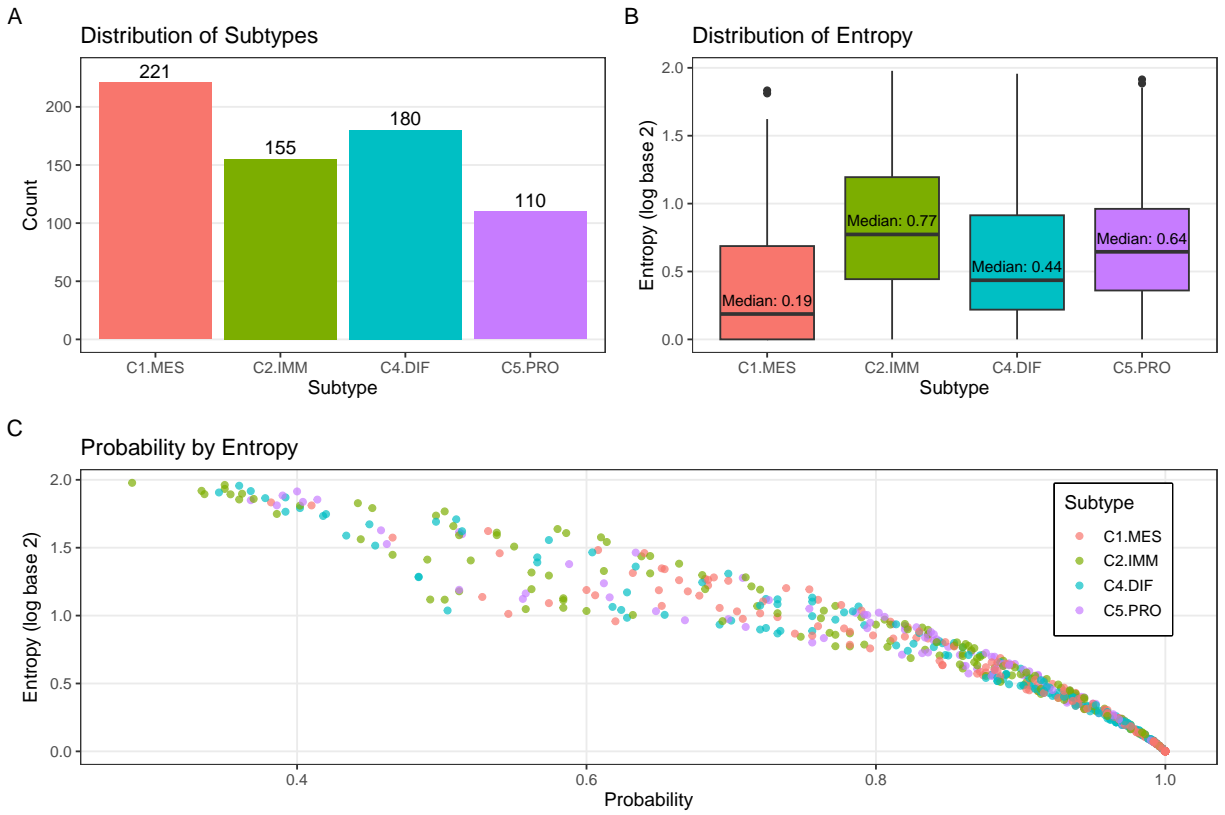 A
Distribution of Subtypes
221
155
180
110
200
150
100
50
0
Count
C1.MES
C2.IMM
C4.DIF
C5.PRO
Subtype
B
Distribution of Entropy
2.0
1.5
1.0
0.5
0.0
Entropy (log base 2)
Median: 0.19
Median: 0.77
Median: 0.44
Median: 0.64
C1.MES
C2.IMM
C4.DIF
C5.PRO
Subtype
C
Probability by Entropy
2.0
1.5
1.0
0.5
0.0
Entropy (log base 2)
Subtype
C1.MES
C2.IMM
C4.DIF
C5.PRO
0.4
0.6
0.8
1.0
Probability